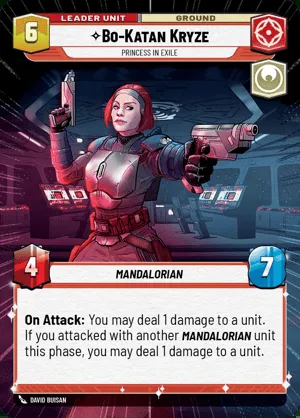 LEADER UNIT
GROUND
6
✧BO-KATAN KRYZE
PRINCESS IN EXILE
4
7
MANDALORIAN
On Attack: You may deal 1 damage to a unit.
If you attacked with another MANDALORIAN unit
this phase, you may deal 1 damage to a unit.
DAVID BUISAN